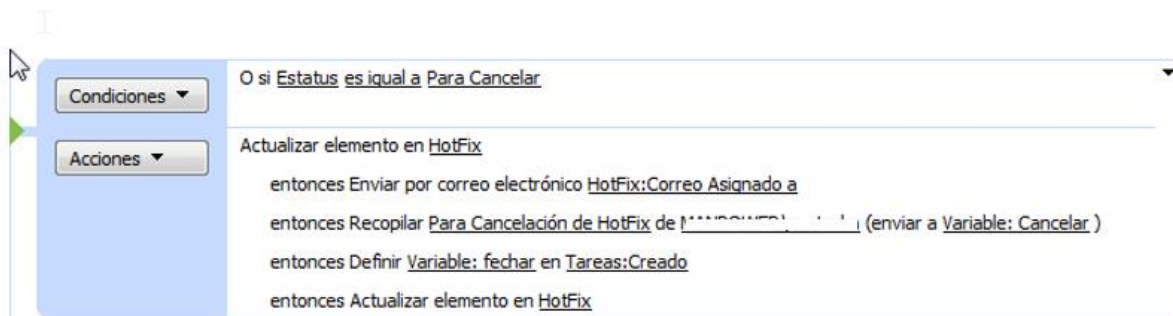 O si Estatus es igual a Para Cancelar
Condiciones
Actualizar elemento en HotFix
Acciones
entonces Enviar por correo electrónico HotFix:Correo Asignado a
entonces Recopilar Para Cancelación de HotFix de (enviar a Variable: Cancelar )
entonces Definir Variable: fechar en Tareas:Creado
entonces Actualizar elemento en HotFix